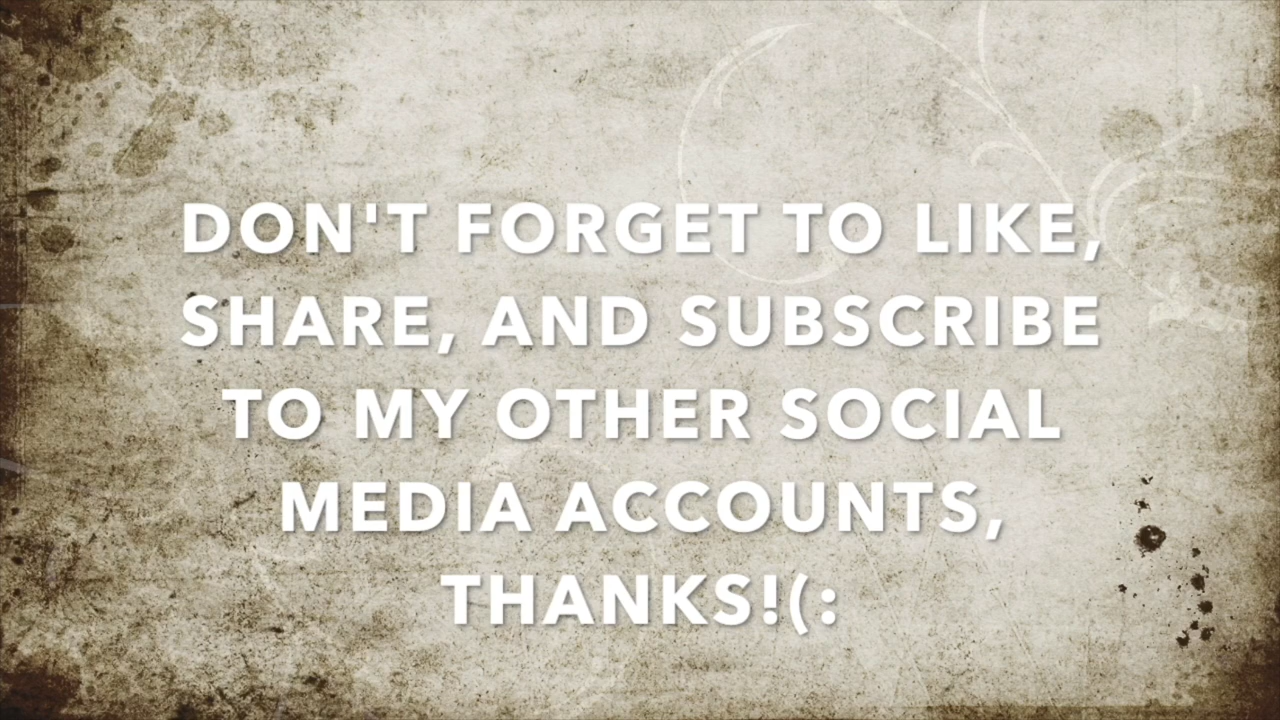 DON'T FORGET TO LIKE,
SHARE, AND SUBSCRIBE
TO MY OTHER SOCIAL
MEDIA ACCOUNTS,
THANKS!(: